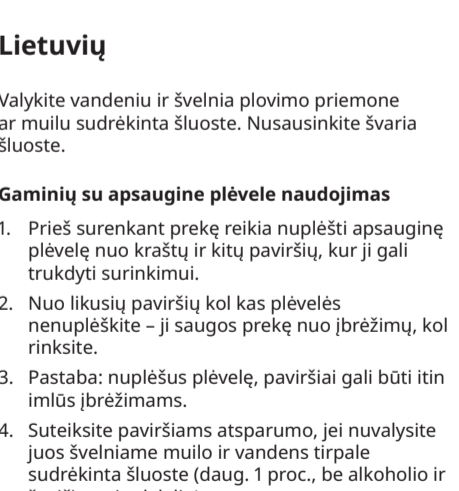 Lietuvių
Valykite vandeniu ir švelnia plovimo priemone
ar muilu sudrėkinta šluoste. Nusausinkite švaria
šluoste.
Gaminių su apsaugine plėvele naudojimas
1. Prieš surenkant prekę reikia nuplėšti apsauginę
plėvelę nuo kraštų ir kitų paviršių, kur ji gali
trukdyti surinkimui.
2. Nuo likusių paviršių kol kas plėvelės
nenuplėškite – ji saugos prekę nuo įbrėžimų, kol
rinksite.
3. Pastaba: nuplėšus plėvelę, paviršiai gali būti itin
imlūs įbrėžimams.
4. Suteiksite paviršiams atsparumo, jei nuvalysite
juos švelniame muilo ir vandens tirpale
sudrėkinta šluoste (daug. 1 proc., be alkoholio ir